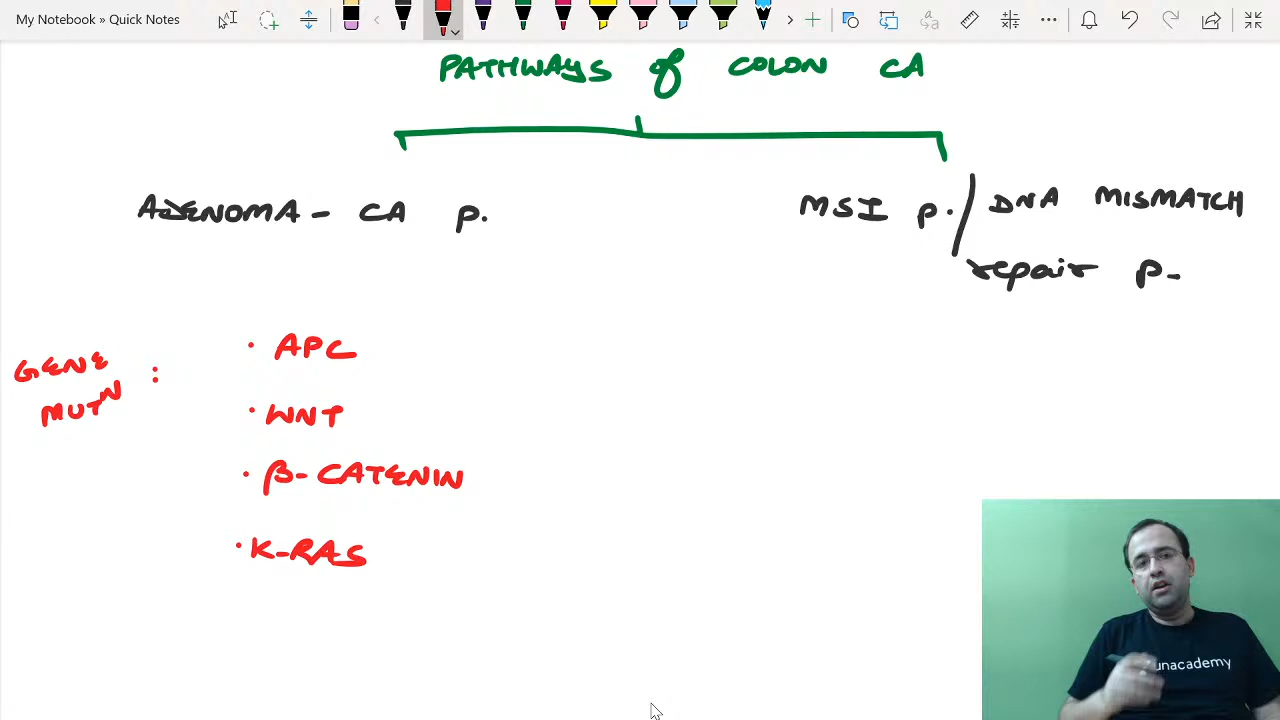 My Notebook » Quick Notes
PATHWAYS of COLON CA
ADENOMA - CA p.
MSI p. / DNA MISMATCH
repair p-
GENE
MUTN :
• APC
• WNT
• β- CATENIN
• K-RAS
unacademy